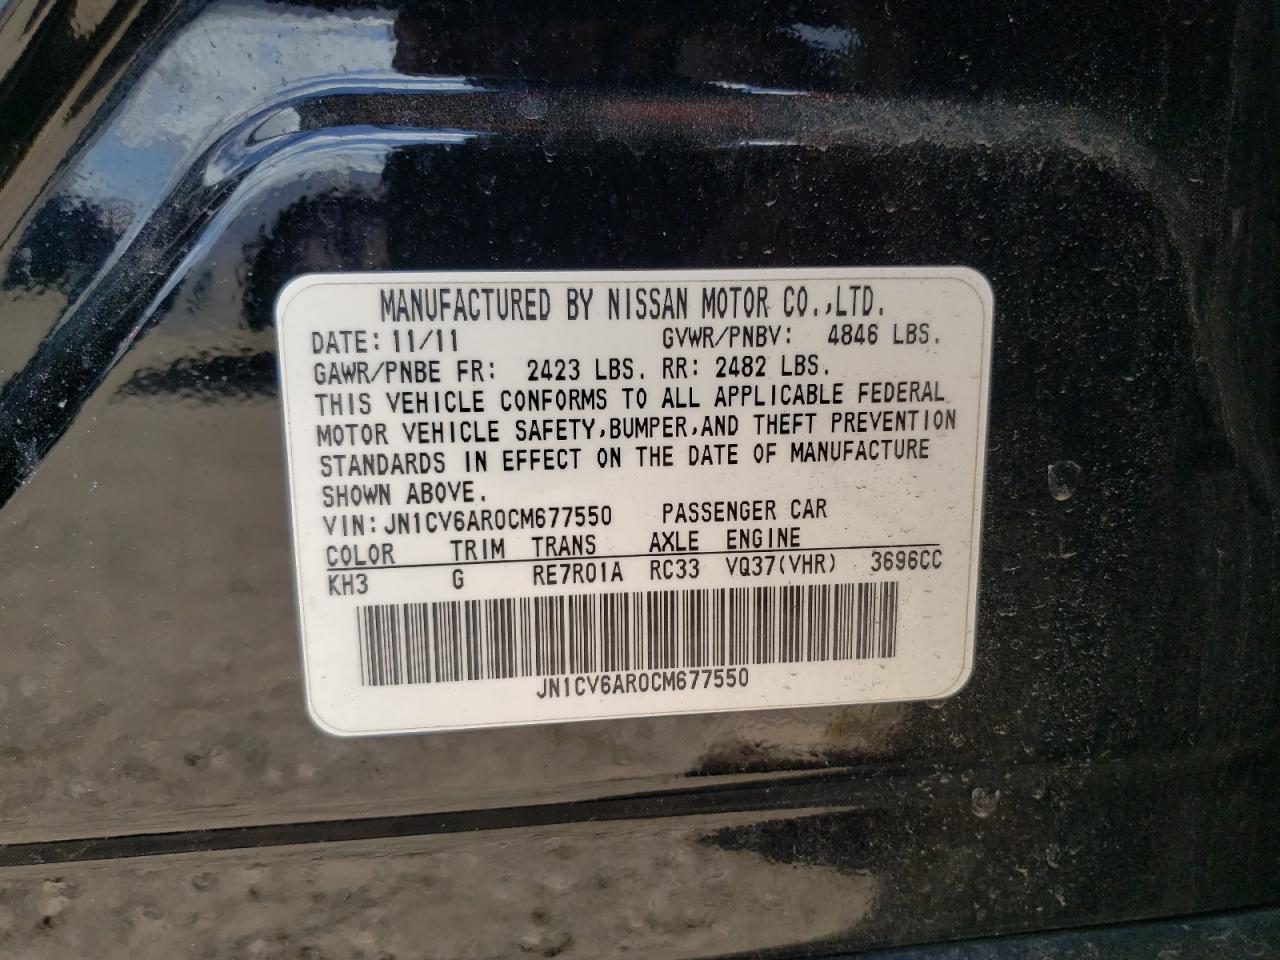 MANUFACTURED BY NISSAN MOTOR CO.,LTD.
DATE: 11/11 GVWR/PNBV: 4846 LBS.
GAWR/PNBE FR: 2423 LBS. RR: 2482 LBS.
THIS VEHICLE CONFORMS TO ALL APPLICABLE FEDERAL
MOTOR VEHICLE SAFETY,BUMPER,AND THEFT PREVENTION
STANDARDS IN EFFECT ON THE DATE OF MANUFACTURE
SHOWN ABOVE.
VIN: JN1CV6AR0CM677550 PASSENGER CAR
COLOR TRIM TRANS AXLE ENGINE
KH3 G RE7R01A RC33 VQ37(VHR) 3696CC
JN1CV6AR0CM677550